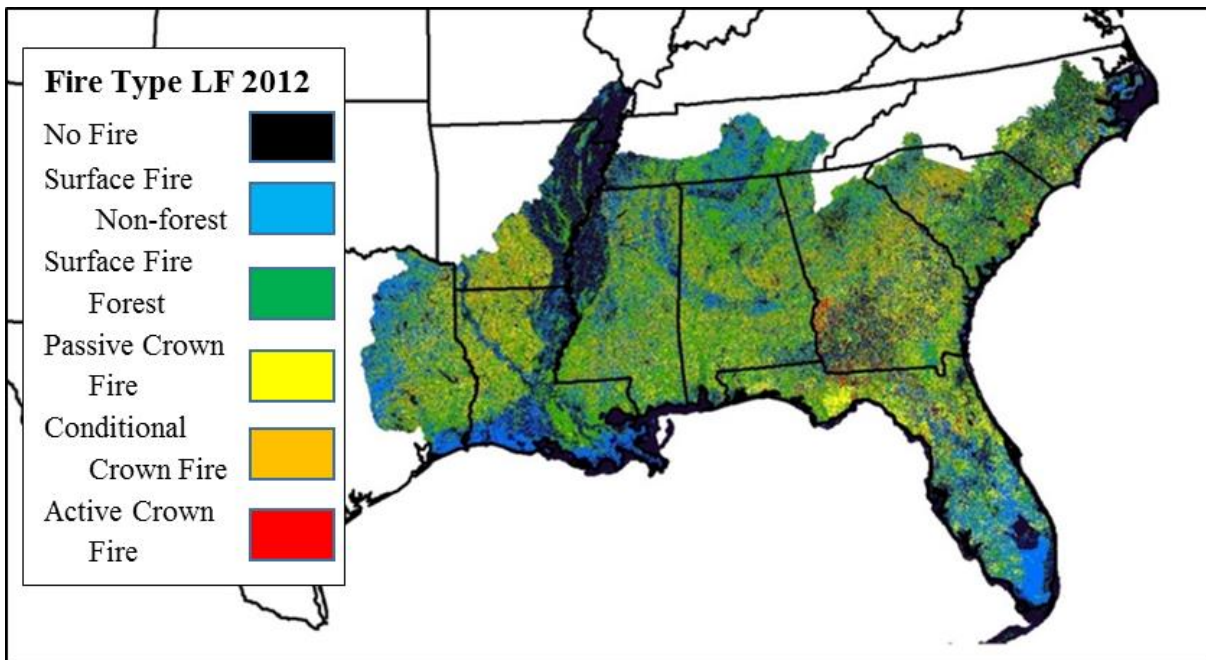 Fire Type LF 2012
No Fire
Surface Fire
Non-forest
Surface Fire
Forest
Passive Crown
Fire
Conditional
Crown Fire
Active Crown
Fire